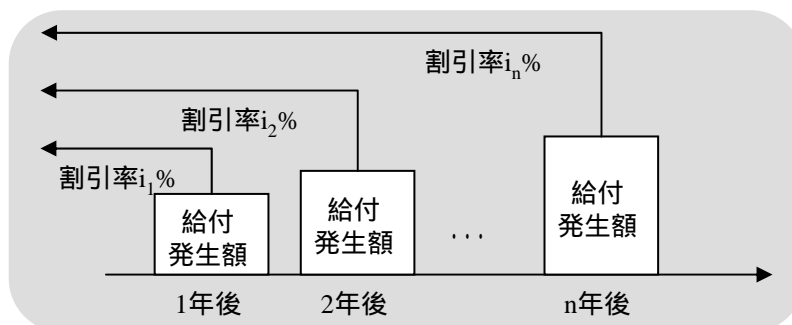 割引率in%
割引率i2%
割引率i1%
給付
発生額
給付
発生額
...
給付
発生額
1年後
2年後
n年後